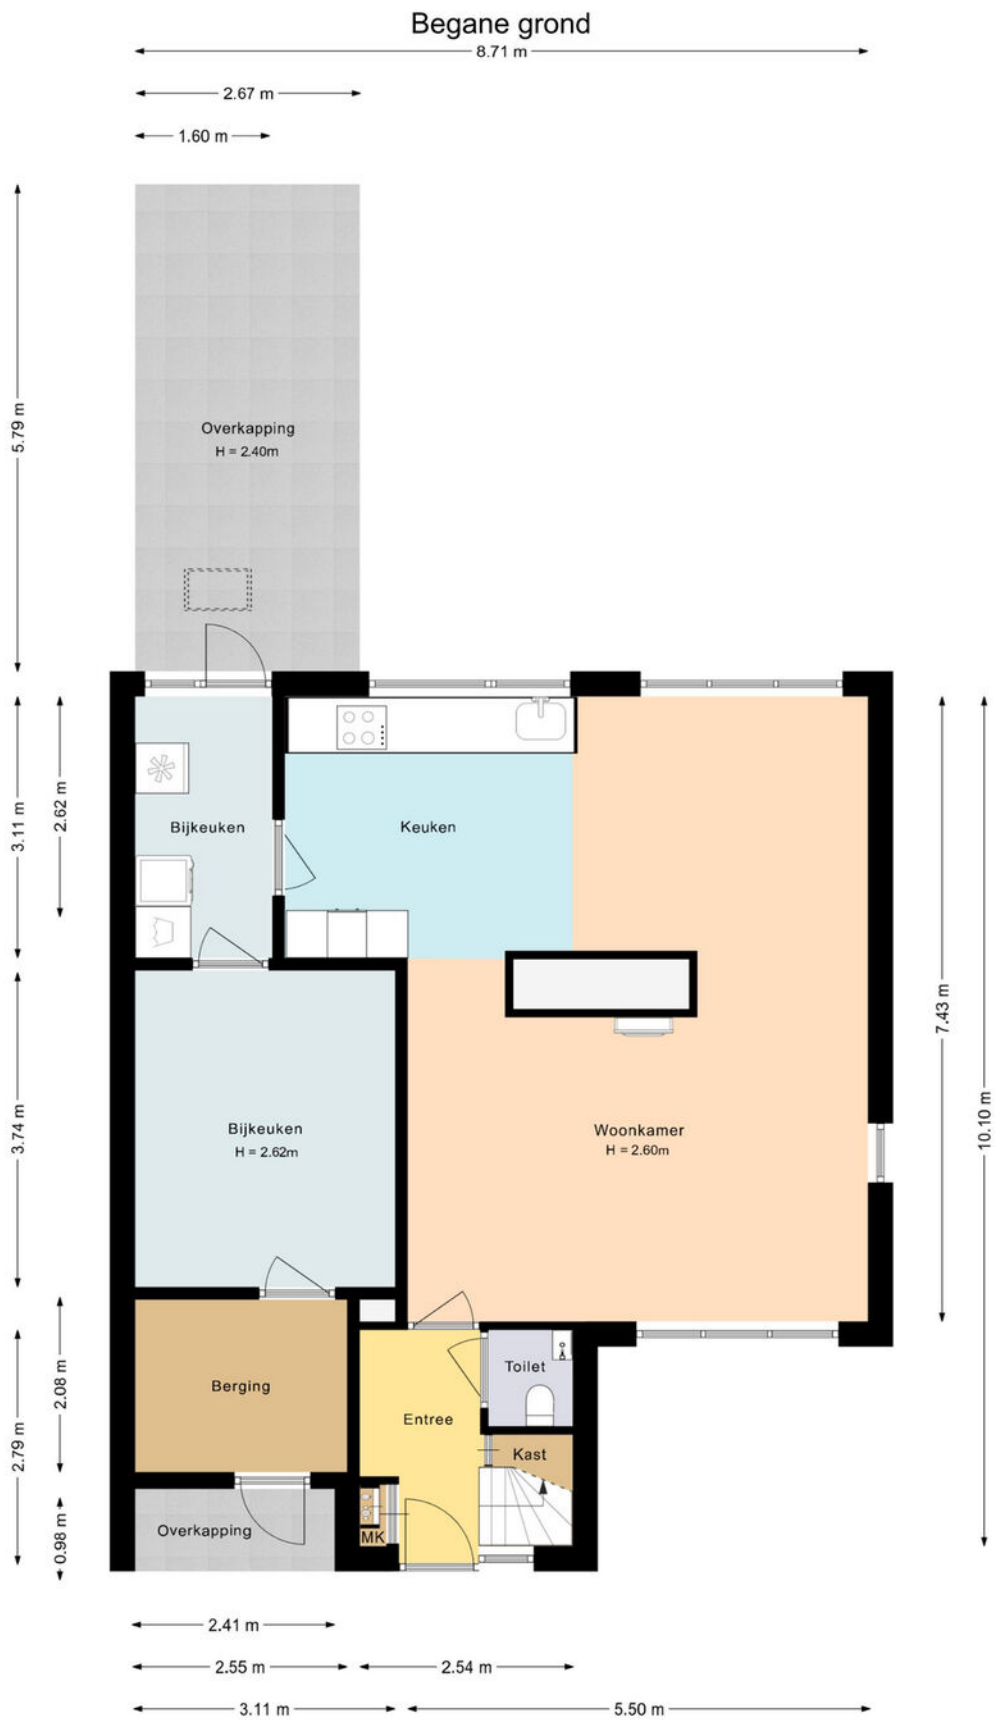 Begane grond
8.71 m
2.67 m
1.60 m
5.79 m
Overkapping
H = 2.40m
3.11 m
2.62 m
Bijkeuken
Keuken
7.43 m
10.10 m
3.74 m
Bijkeuken
H = 2.62m
Woonkamer
H = 2.60m
2.79 m
2.08 m
Berging
Toilet
Entree
Kast
0.98 m
Overkapping
MK
2.41 m
2.55 m
2.54 m
3.11 m
5.50 m